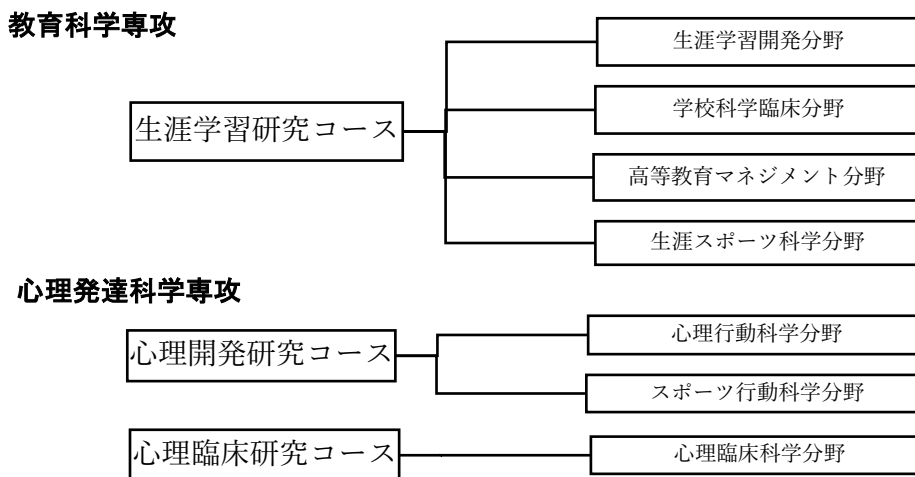 教育科学専攻
生涯学習開発分野
学校科学臨床分野
生涯学習研究コース
高等教育マネジメント分野
生涯スポーツ科学分野
心理発達科学専攻
心理行動科学分野
心理開発研究コース
スポーツ行動科学分野
心理臨床研究コース
心理臨床科学分野